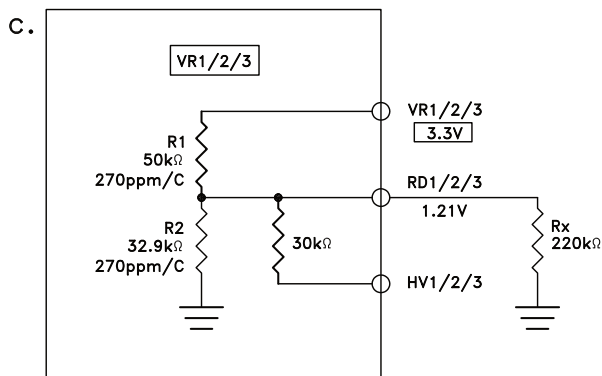 C.
VR1/2/3
VR1/2/3
3.3V
R1
50kΩ
270ppm/C
RD1/2/3
1.21V
R2
32.9kΩ
270ppm/C
30kΩ
Rx
220kΩ
HV1/2/3